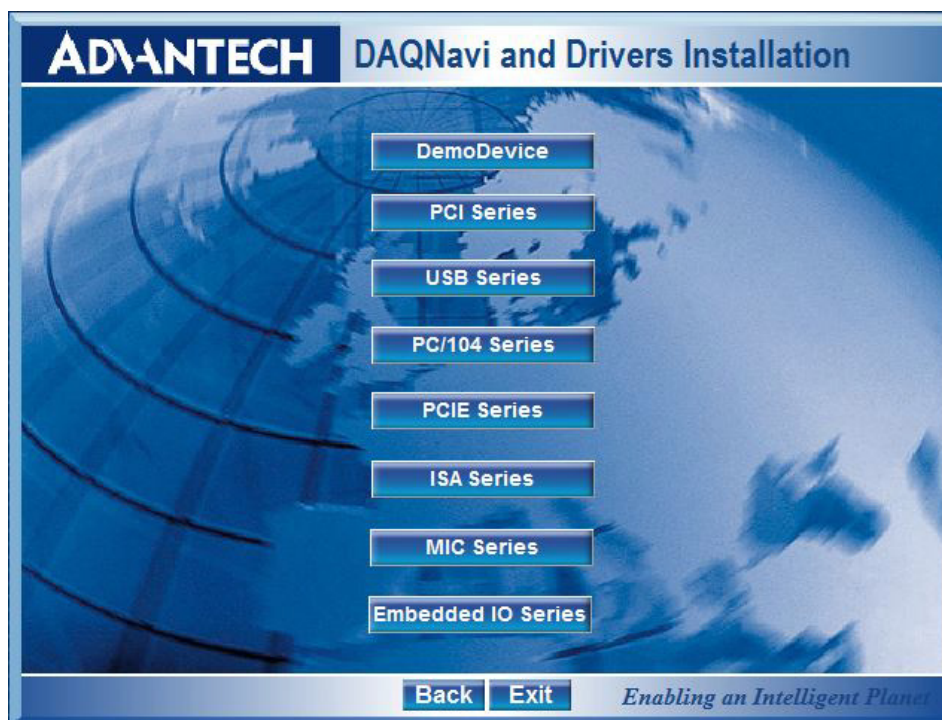 ADVANTECH DAQNavi and Drivers Installation
DemoDevice
PCI Series
USB Series
PC/104 Series
PCIE Series
ISA Series
MIC Series
Embedded IO Series
Back Exit Enabling an Intelligent Planet